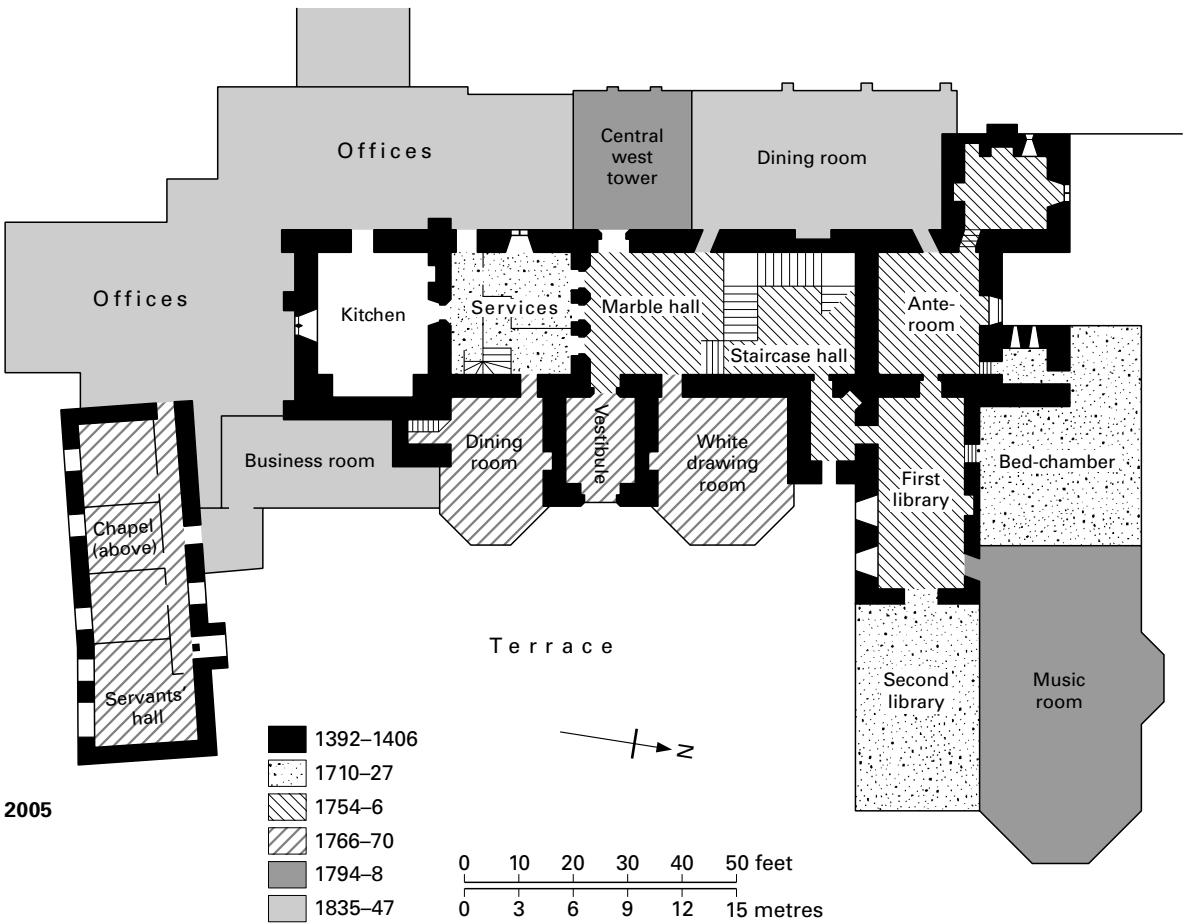 Offices
Central
west
tower
Dining room
Offices
Kitchen
Services
Marble hall
Staircase hall
Ante-
room
Business room
Dining
room
Vestibule
White
drawing
room
First
library
Bed-chamber
Chapel
(above)
Servants'
hall
Terrace
Second
library
Music
room
N
1392–1406
1710–27
1754–6
1766–70
1794–8
1835–47
2005
0 10 20 30 40 50 feet
0 3 6 9 12 15 metres